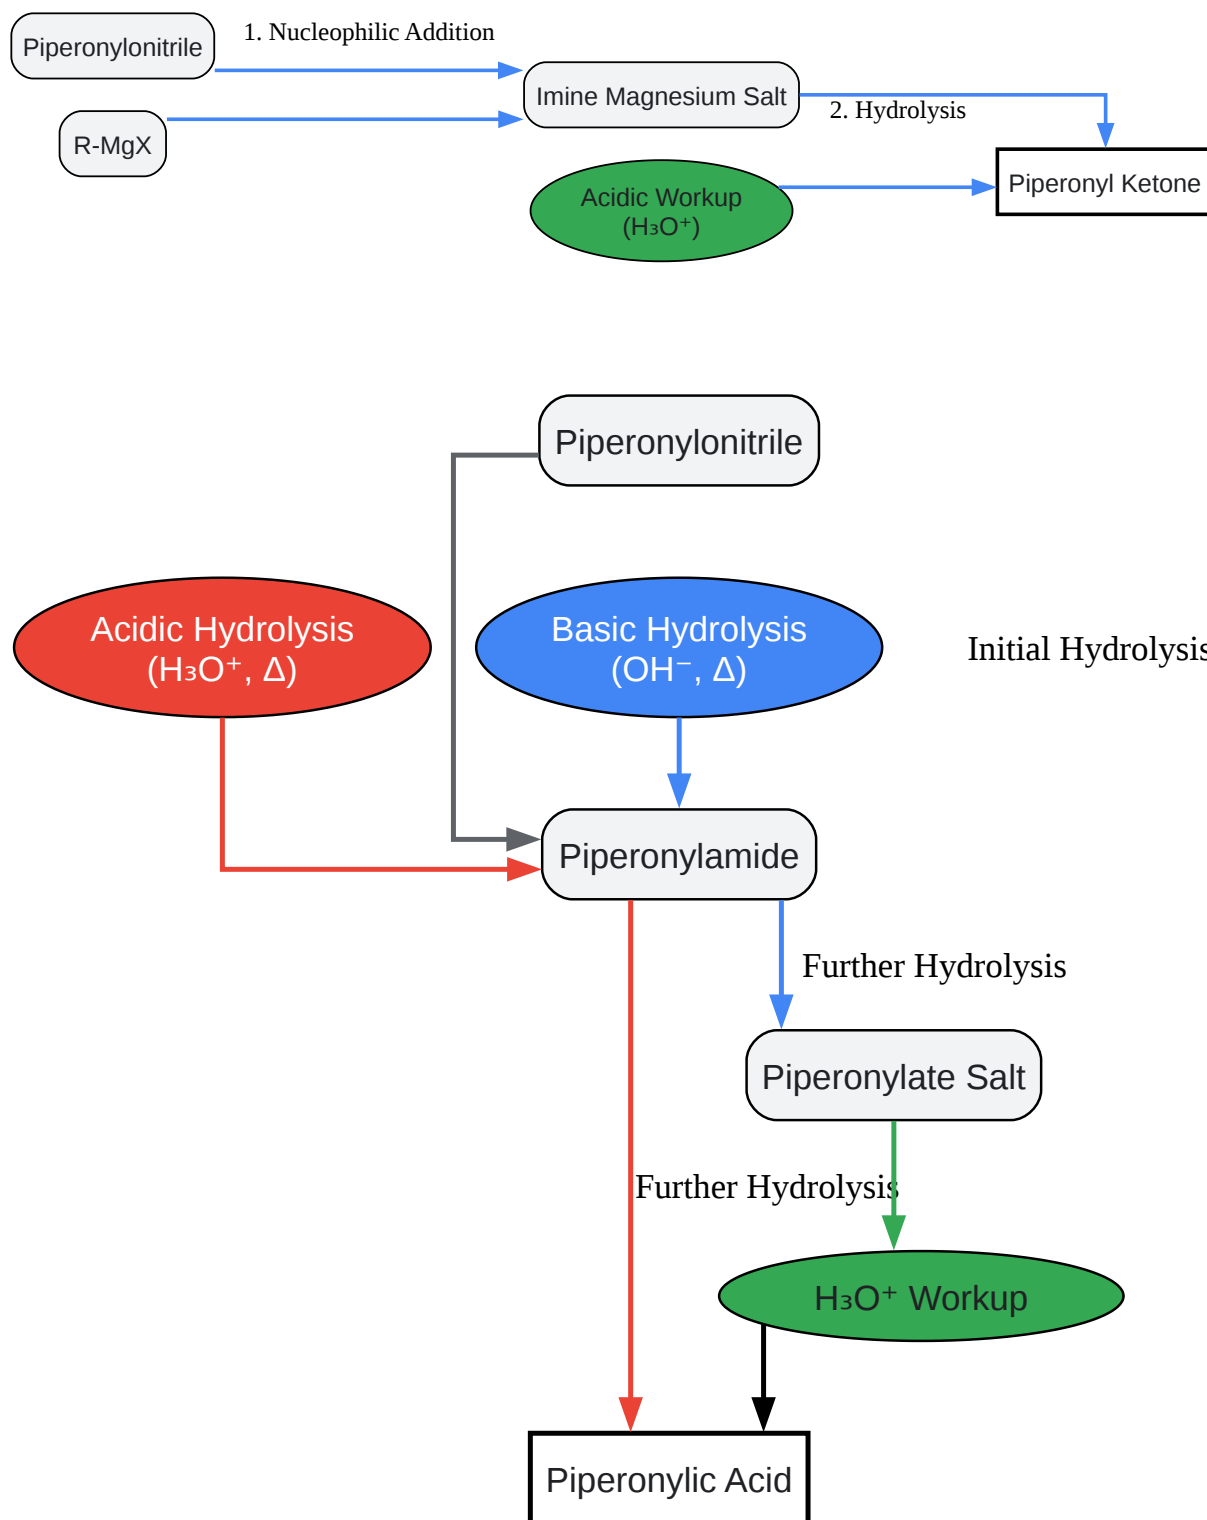 1. Nucleophilic Addition
Piperonylonitrile
Imine Magnesium Salt
2. Hydrolysis
R-MgX
Piperonyl Ketone
Acidic Workup
(H₃O⁺)
Piperonylonitrile
Acidic Hydrolysis
(H₃O⁺, Δ)
Basic Hydrolysis
(OH⁻, Δ)
Initial Hydrolysis
Piperonylamide
Further Hydrolysis
Piperonylate Salt
Further Hydrolysis
H₃O⁺ Workup
Piperonylic Acid